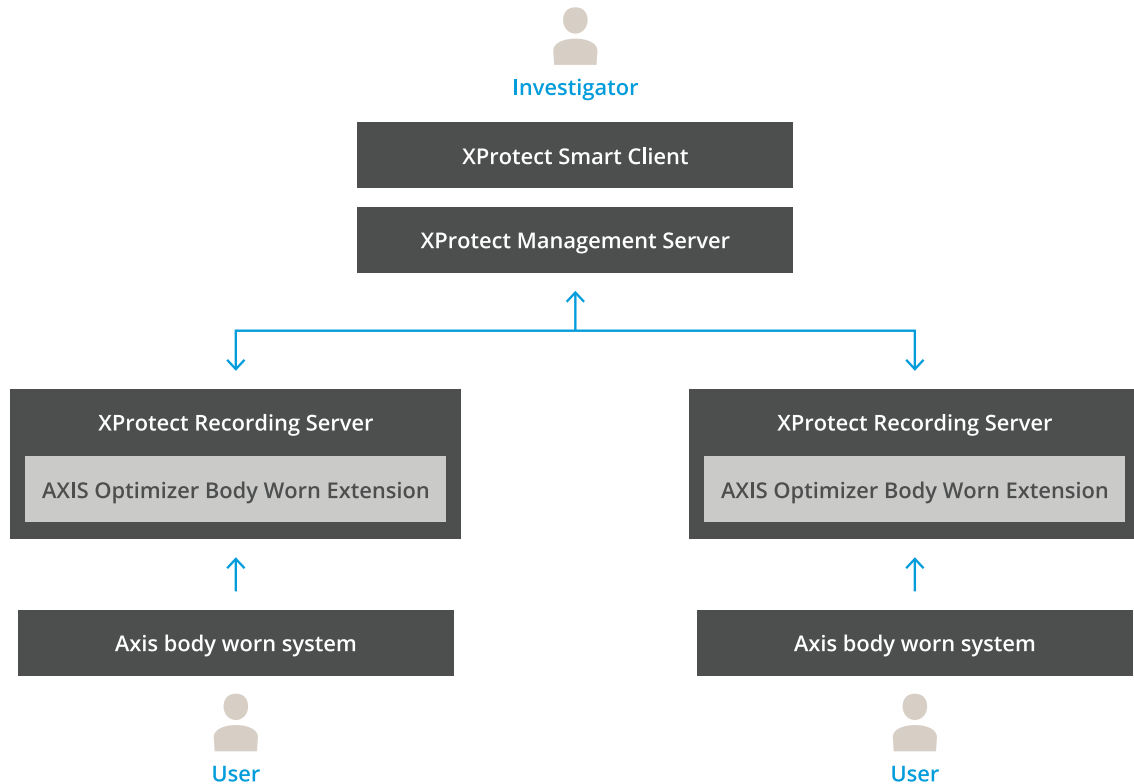 Investigator
XProtect Smart Client
XProtect Management Server
XProtect Recording Server
AXIS Optimizer Body Worn Extension
Axis body worn system
User
XProtect Recording Server
AXIS Optimizer Body Worn Extension
Axis body worn system
User